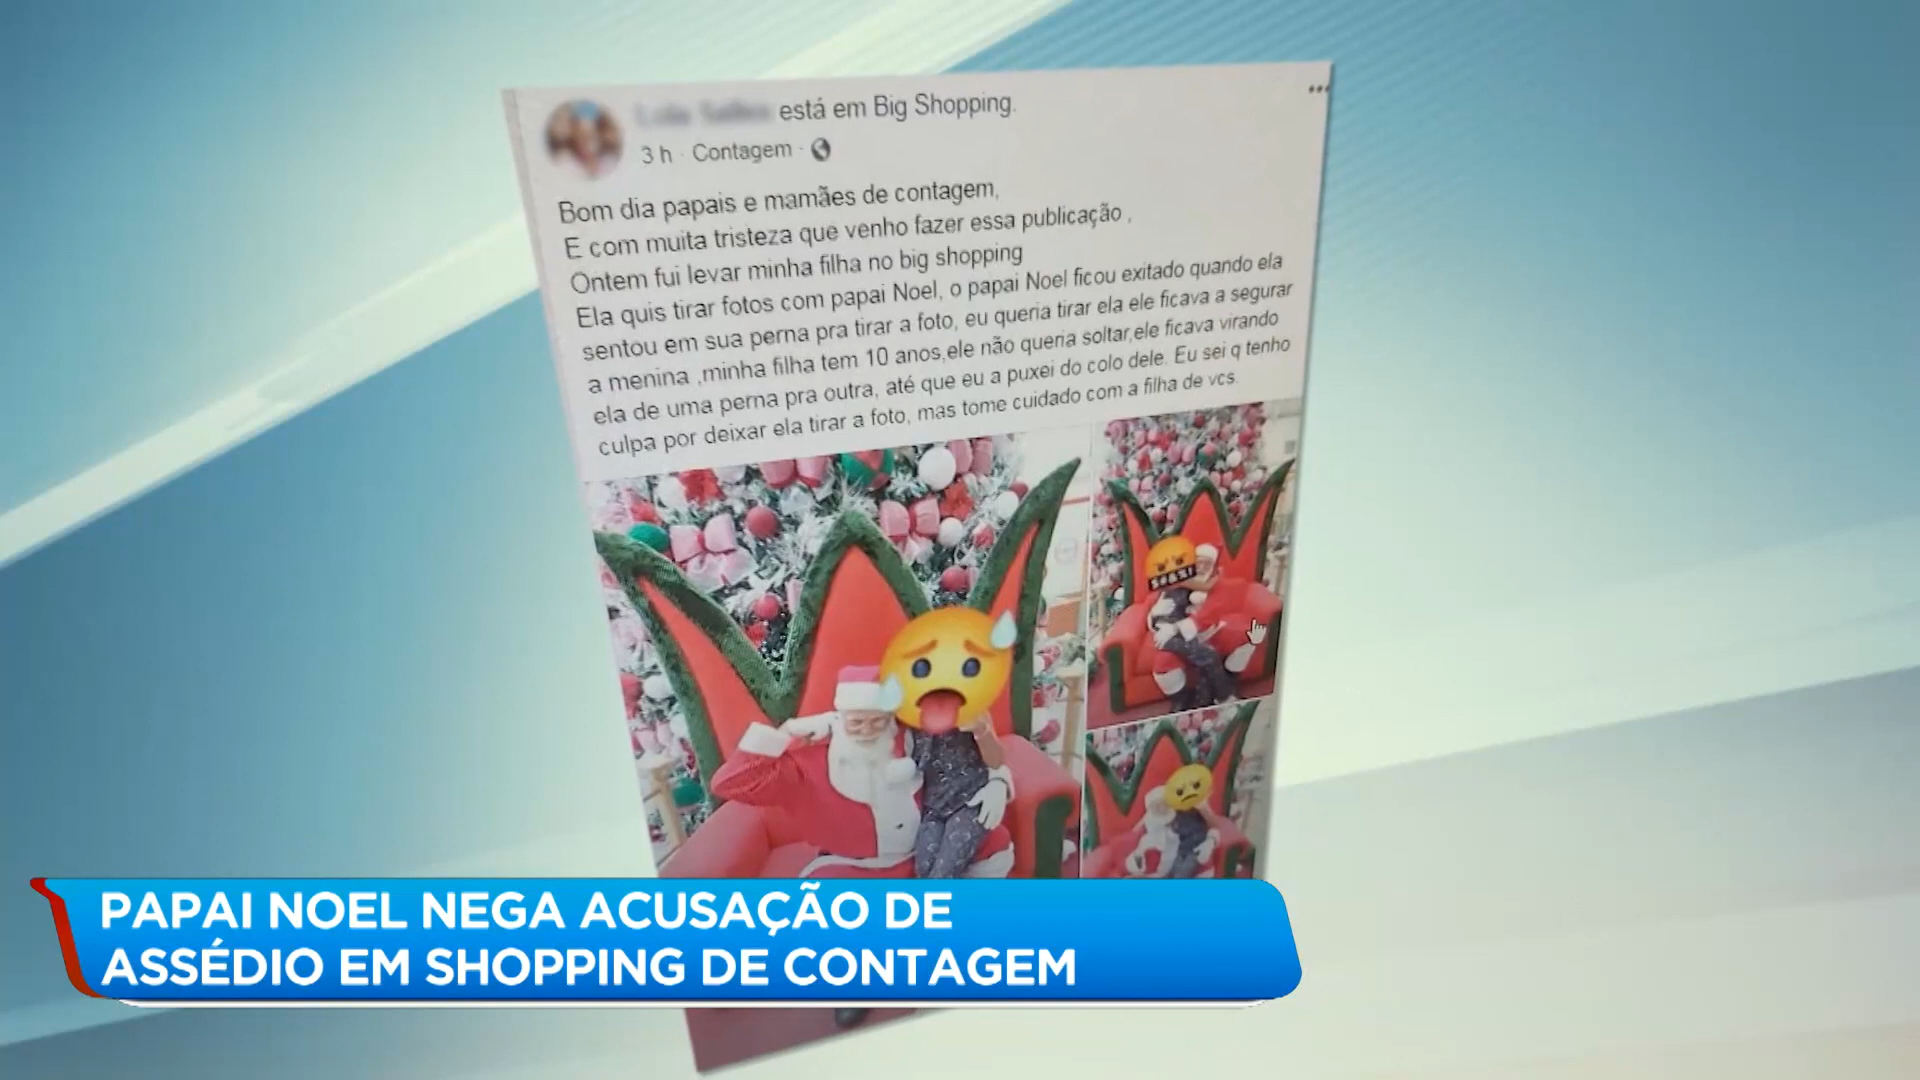 está em Big Shopping.
3 h · Contagem ·
Bom dia papais e mamães de contagem,
E com muita tristeza que venho fazer essa publicação ,
Ontem fui levar minha filha no big shopping
Ela quis tirar fotos com papai Noel, o papai Noel ficou exitado quando ela
sentou em sua perna pra tirar a foto, eu queria tirar ela ele ficava a segurar
a menina ,minha filha tem 10 anos,ele não queria soltar,ele ficava virando
ela de uma perna pra outra, até que eu a puxei do colo dele. Eu sei q tenho
culpa por deixar ela tirar a foto, mas tome cuidado com a filha de vcs.
PAPAI NOEL NEGA ACUSAÇÃO DE
ASSÉDIO EM SHOPPING DE CONTAGEM